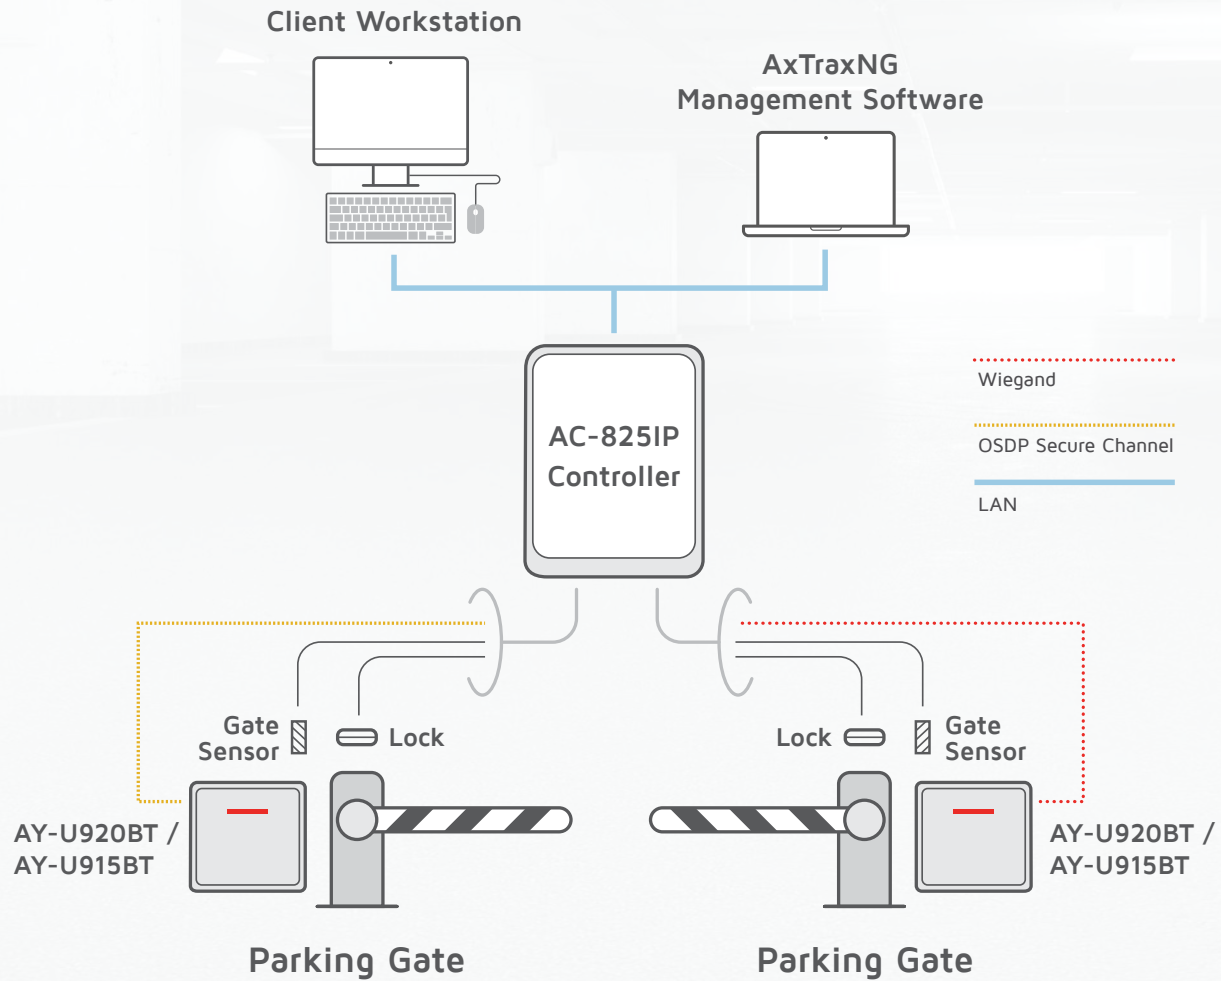 Client Workstation
AxTraxNG
Management Software
AC-825IP
Controller
Wiegand
OSDP Secure Channel
LAN
Gate
Sensor
Lock
Lock
Gate
Sensor
AY-U920BT /
AY-U915BT
AY-U920BT /
AY-U915BT
Parking Gate
Parking Gate